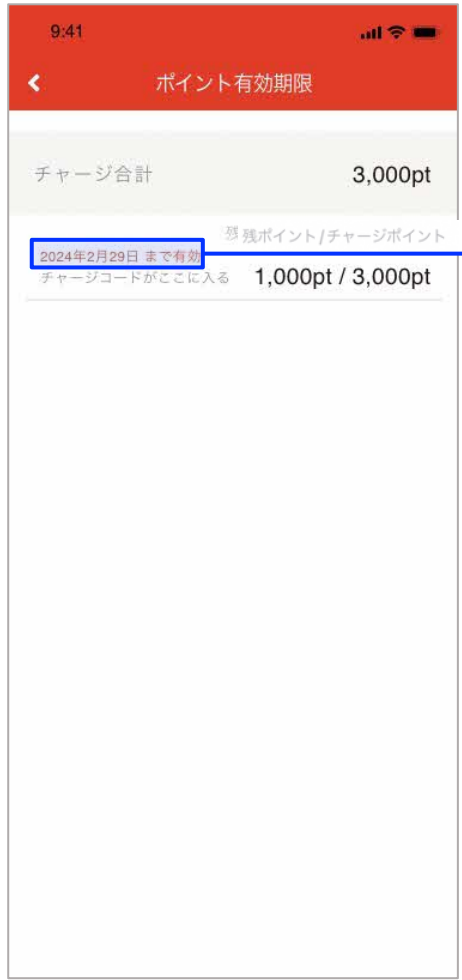 9:41
ポイント有効期限
チャージ合計 3,000pt
残 残ポイント/チャージポイント
2024年2月29日 まで有効
チャージコードがここに入る 1,000pt / 3,000pt